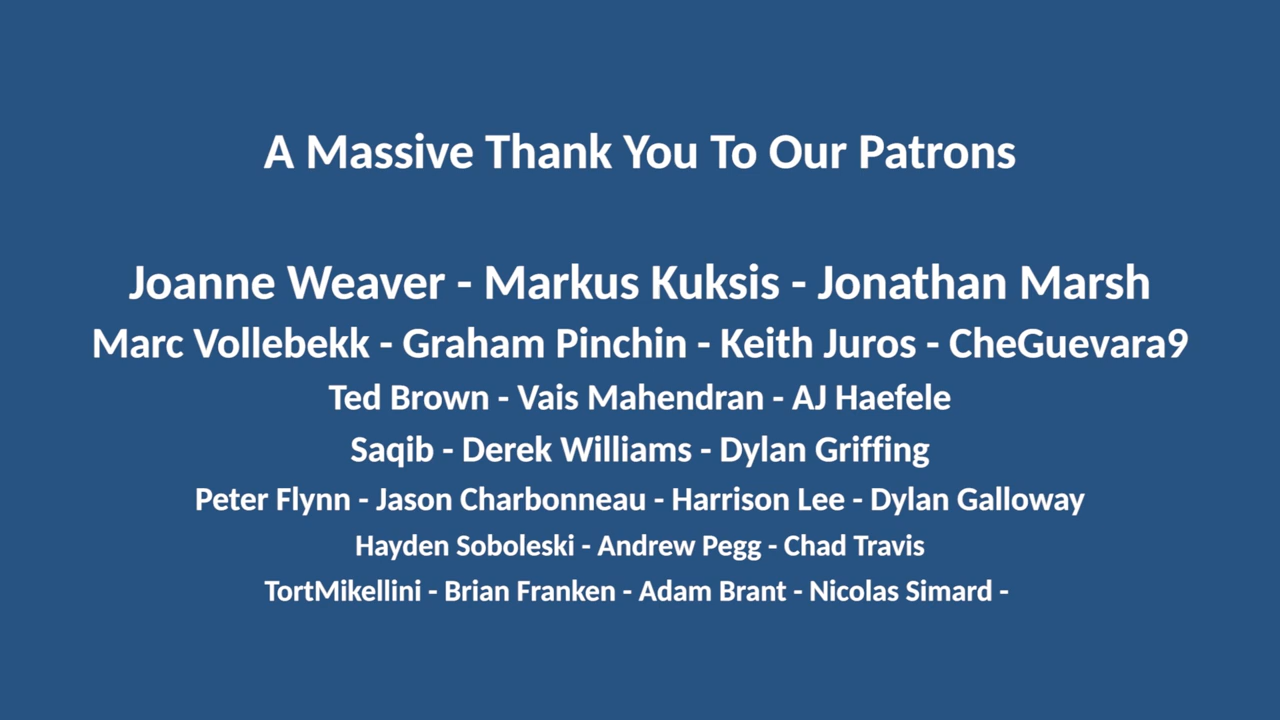 A Massive Thank You To Our Patrons
Joanne Weaver - Markus Kuksis - Jonathan Marsh
Marc Vollebekk - Graham Pinchin - Keith Juros - CheGuevara9
Ted Brown - Vais Mahendran - AJ Haefele
Saqib - Derek Williams - Dylan Griffing
Peter Flynn - Jason Charbonneau - Harrison Lee - Dylan Galloway
Hayden Soboleski - Andrew Pegg - Chad Travis
TortMikellini - Brian Franken - Adam Brant - Nicolas Simard -